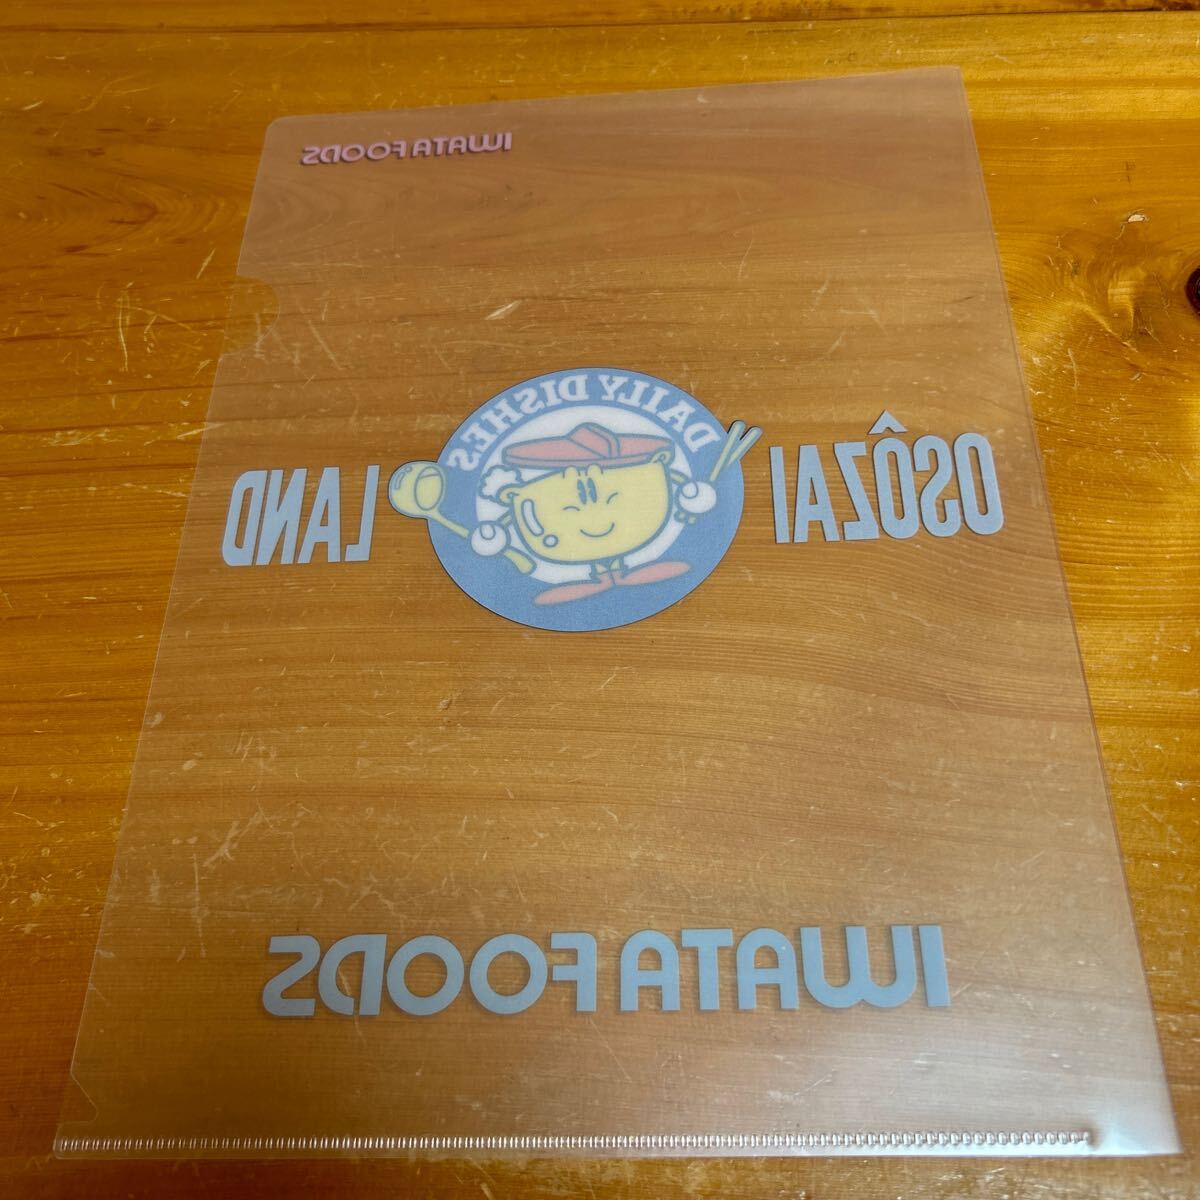 IWATA FOODS
DAILY DISHES
OSÔZAI LAND
IWATA FOODS